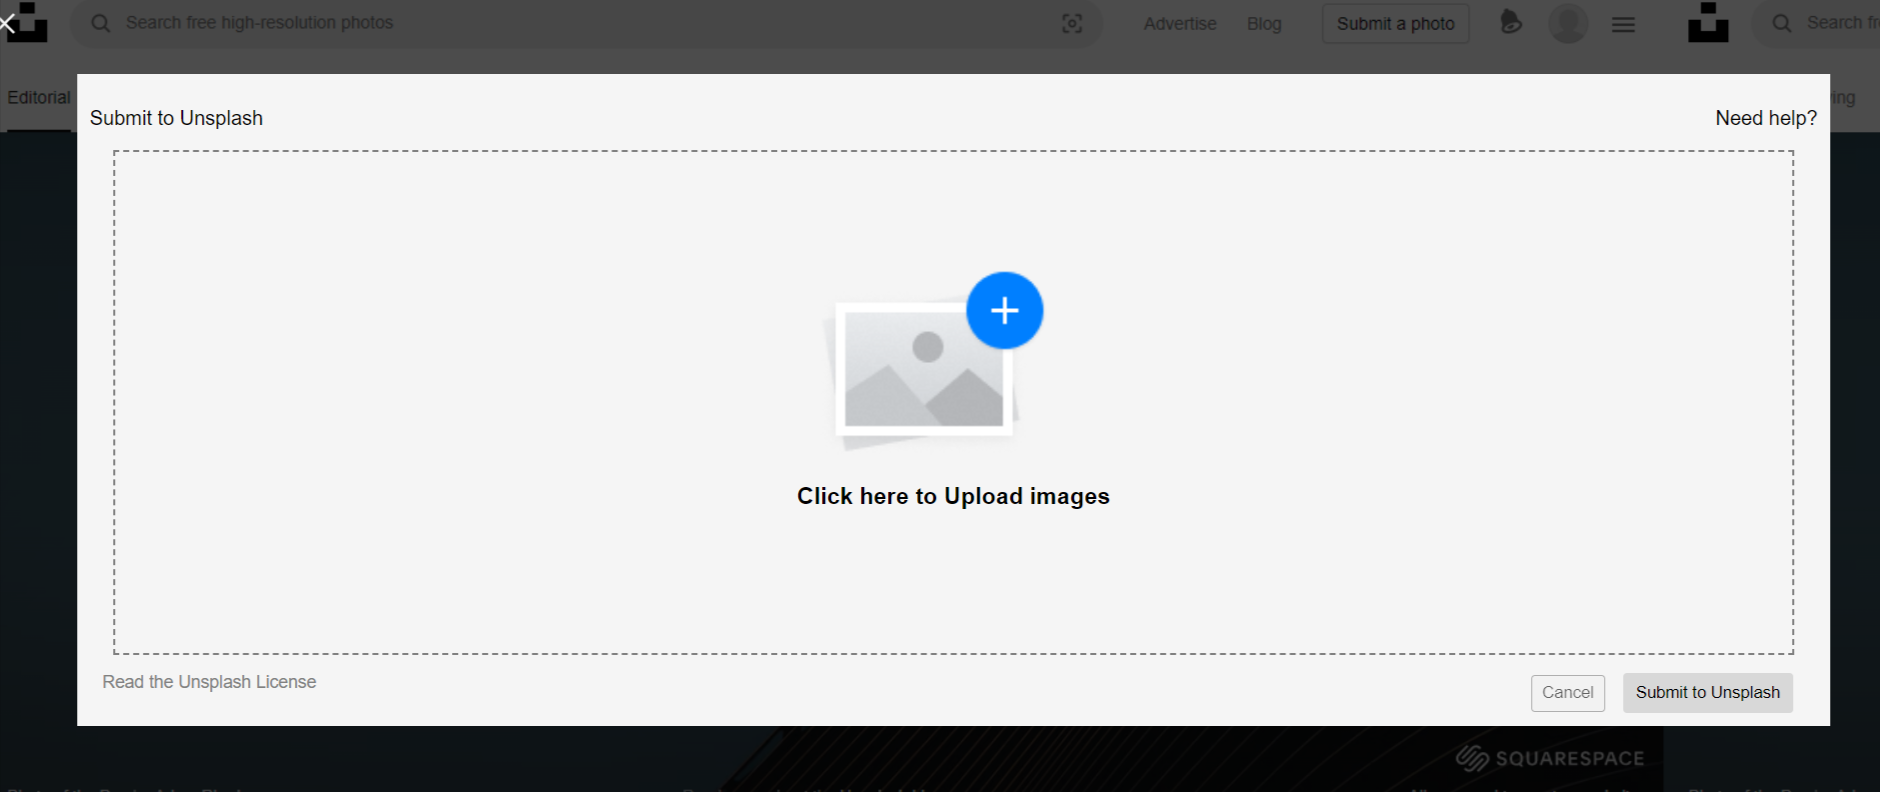 Search free high-resolution photos
Advertise
Blog
Submit a photo
Search fr
Editorial
Submit to Unsplash
Need help?
Click here to Upload images
Read the Unsplash License
Cancel
Submit to Unsplash
SQUARESPACE